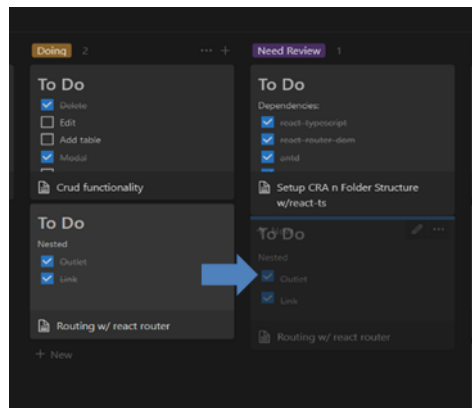 Doing 2 ... +
To Do
Delete
Edit
Add table
Modal
Crud functionality
To Do
Nested
Outlet
Link
Routing w/ react router
+ New
Need Review 1
To Do
Dependencies:
react-typescript
react-router-dom
antd
Setup CRA n Folder Structure
w/react-ts
To Do
Nested
Outlet
Link
Routing w/ react router